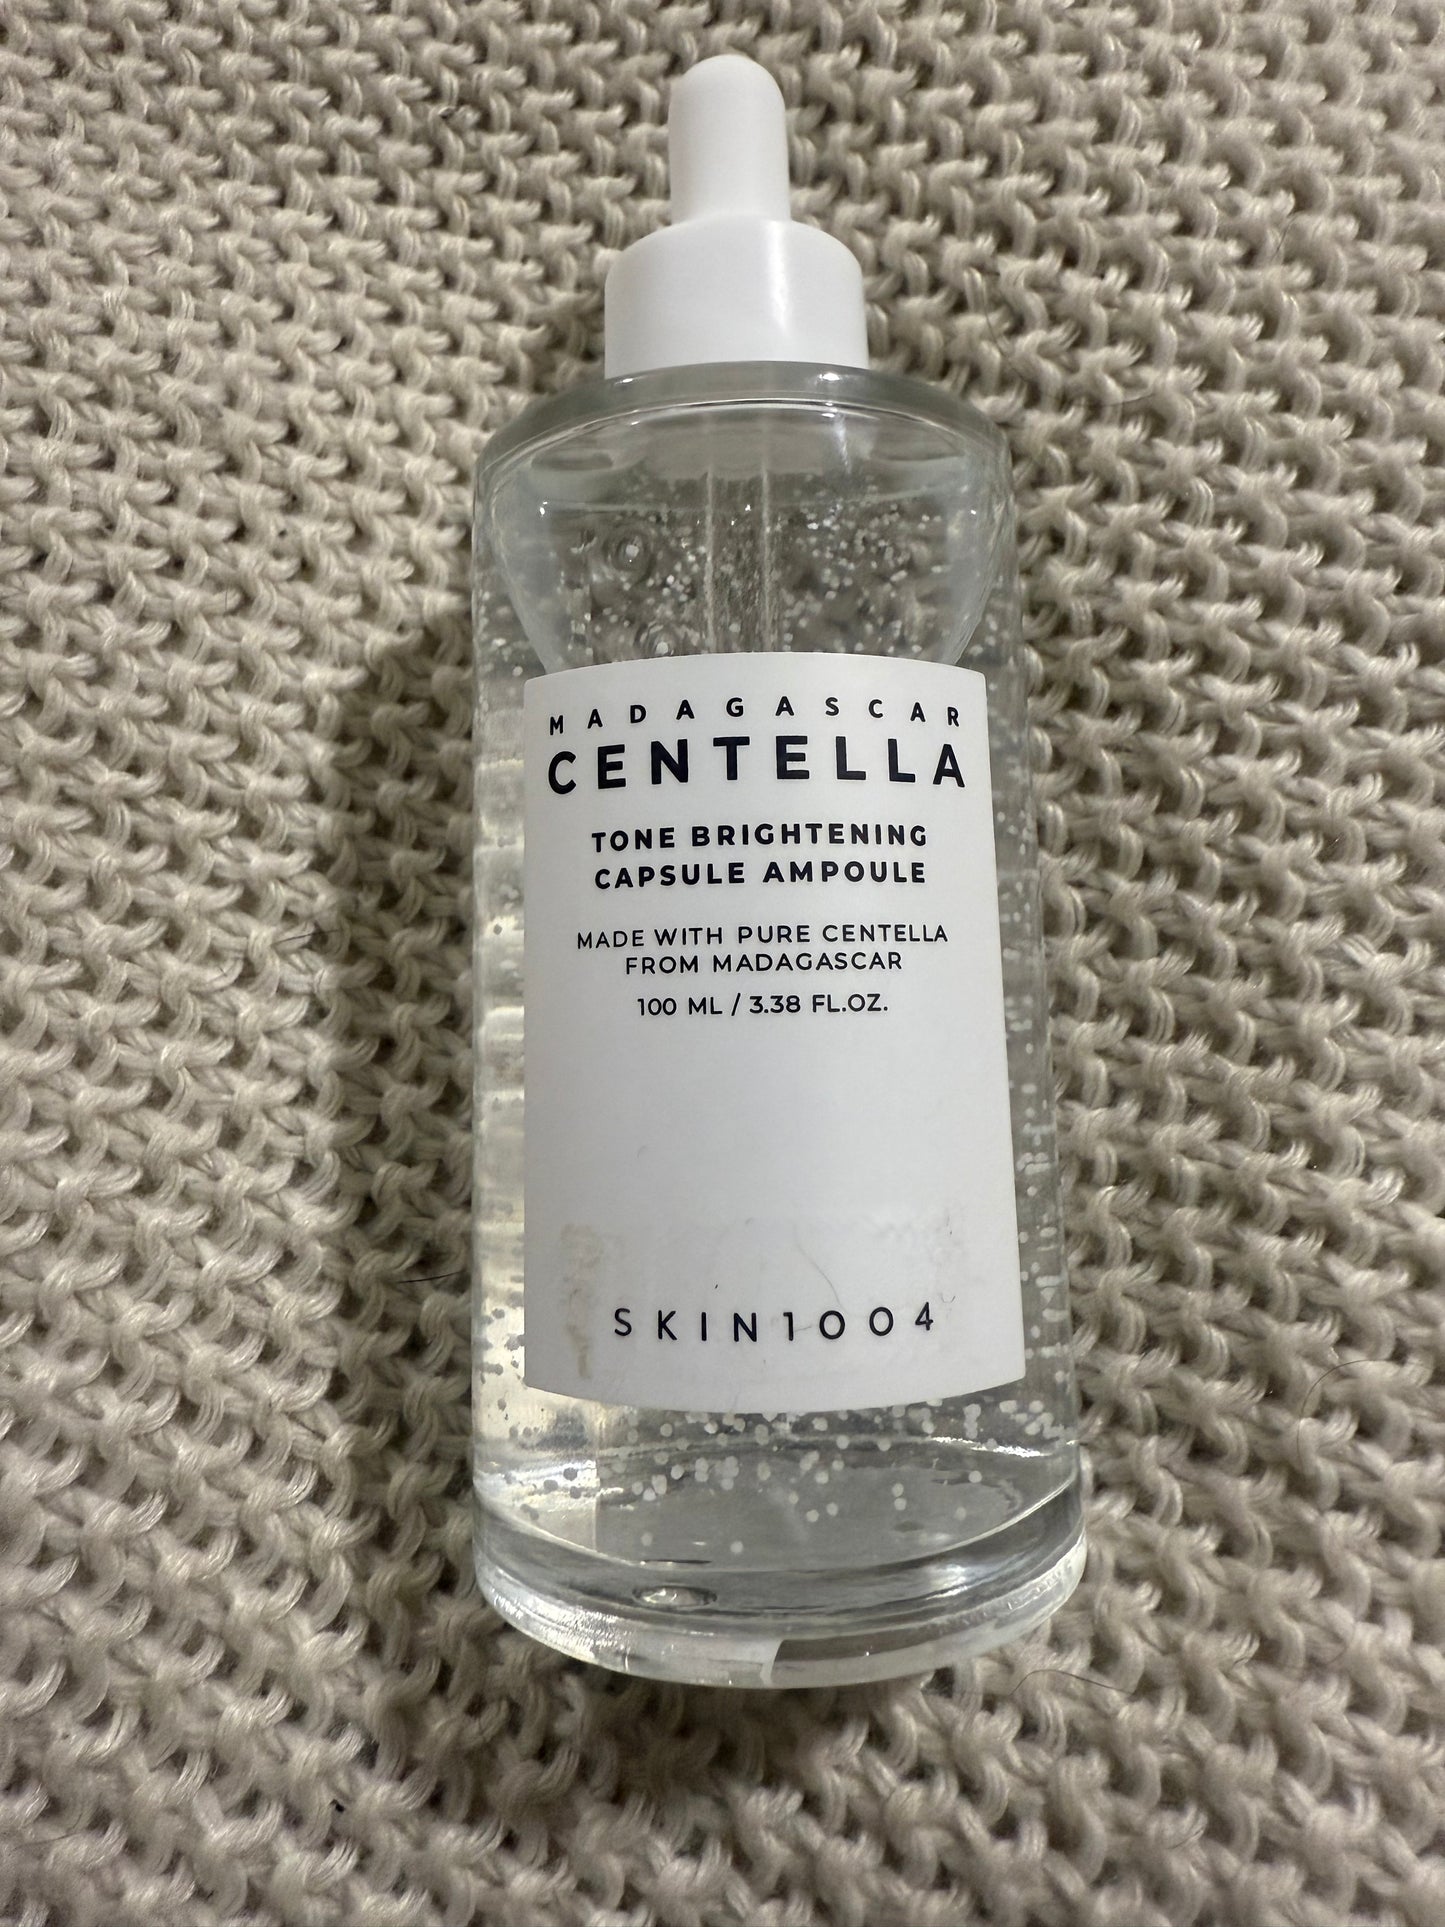 MADAGASCAR
CENTELLA
TONE BRIGHTENING
CAPSULE AMPOULE
MADE WITH PURE CENTELLA
FROM MADAGASCAR
100 ML / 3.38 FL.OZ.
SKIN1004